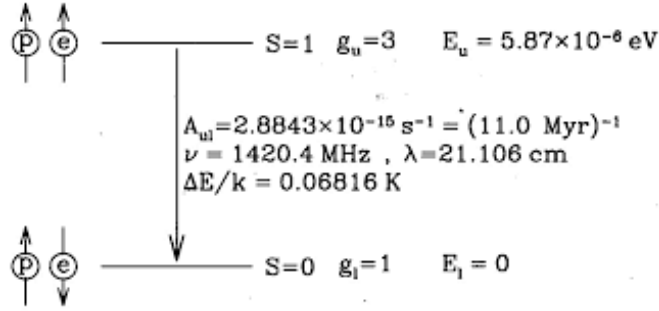 p e S=1 g_u=3 E_u = 5.87×10⁻⁶ eV
A_ul=2.8843×10⁻¹⁵ s⁻¹ = (11.0 Myr)⁻¹
ν = 1420.4 MHz , λ=21.106 cm
ΔE/k = 0.06816 K
p e S=0 g_l=1 E_l = 0